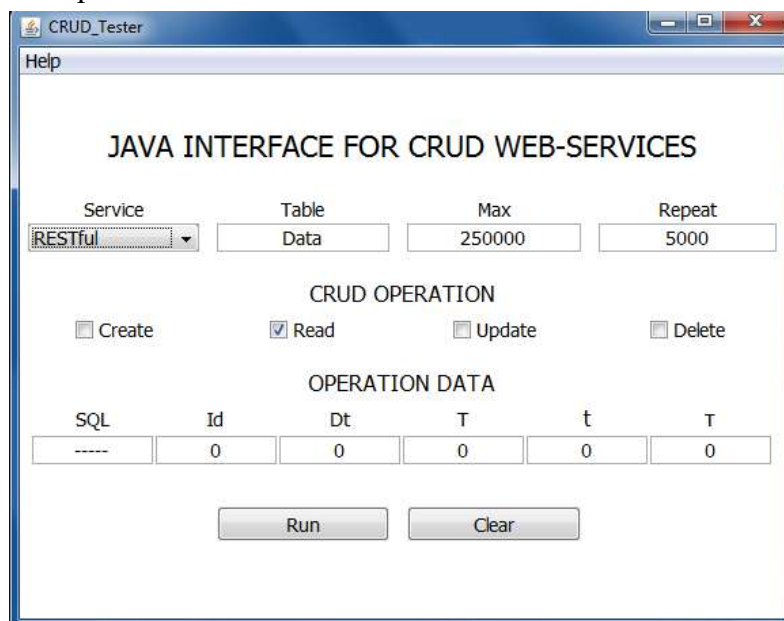 CRUD_Tester
Help
JAVA INTERFACE FOR CRUD WEB-SERVICES
Service Table Max Repeat
RESTful Data 250000 5000
CRUD OPERATION
Create Read Update Delete
OPERATION DATA
SQL Id Dt T t T
----- 0 0 0 0 0
Run Clear